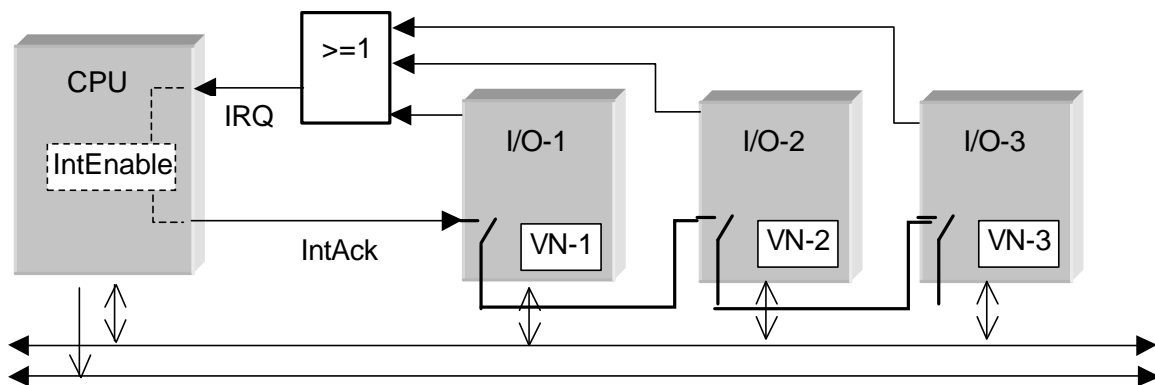 >=1
CPU
IRQ
IntEnable
IntAck
I/O-1
VN-1
I/O-2
VN-2
I/O-3
VN-3